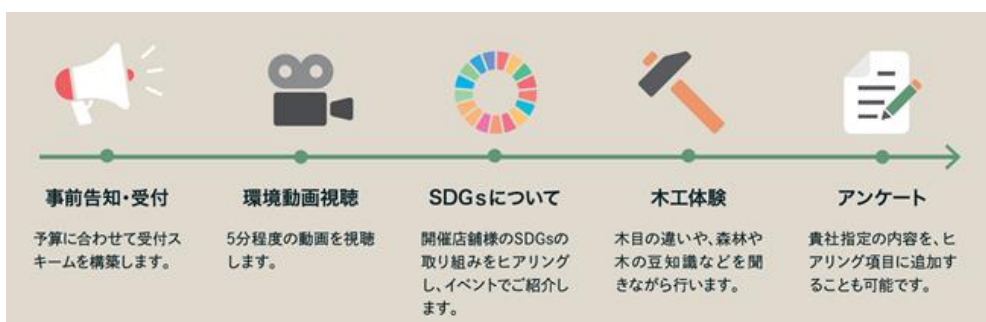 事前告知・受付
予算に合わせて受付ス
キームを構築します。
環境動画視聴
5分程度の動画を視聴
します。
SDGsについて
開催店舗様のSDGsの
取り組みをヒアリング
し、イベントでご紹介し
ます。
木工体験
木目の違いや、森林や
木の豆知識などを聞
きながら行います。
アンケート
貴社指定の内容を、ヒ
アリング項目に追加す
ることも可能です。